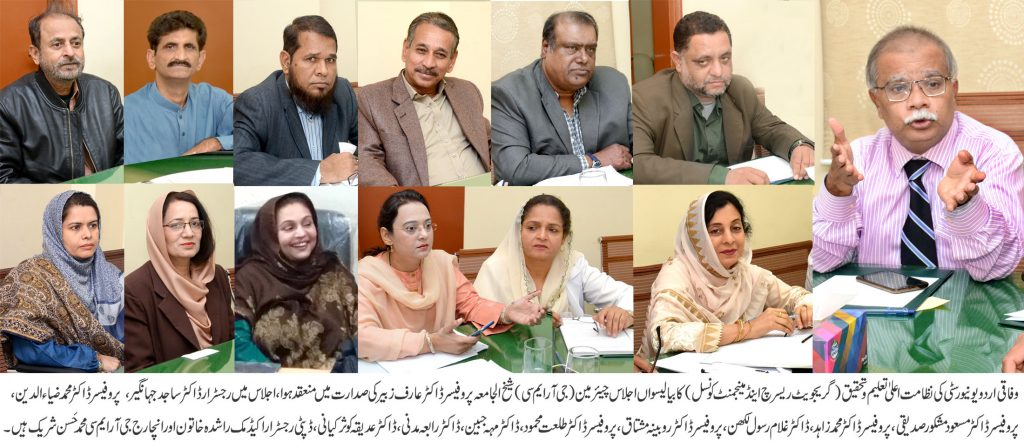 وفاقی اردو یونیورسٹی کی نظامت اعلیٰ تعلیم و تحقیق (گریجویٹ ریسرچ اینڈ مینجمنٹ کونسل) کا بیالیسواں اجلاس چیئرمین (جی آر ایم سی) شیخ الجامعہ پروفیسر ڈاکٹر عارف زبیر کی صدارت میں منعقد ہوا، اجلاس میں رجسٹرار ڈاکٹر ساجد جہانگیر، پروفیسر ڈاکٹر محمد ضیاء الدین،
پروفیسر ڈاکٹر مسعود مشکور صدیقی، پروفیسر ڈاکٹر محمد زاہد، ڈاکٹر غلام رسول لکھن، پروفیسر ڈاکٹر روبینہ مشتاق، پروفیسر ڈاکٹر طلعت محمود، ڈاکٹر مہہ جبین، ڈاکٹر رابعہ مدنی، ڈاکٹر عدیقہ کوثر کیانی، ڈپٹی رجسٹرار اکیڈمک راشدہ خاتون اور انچارج جی آر ایم سی محمد حسن شریک ہیں۔